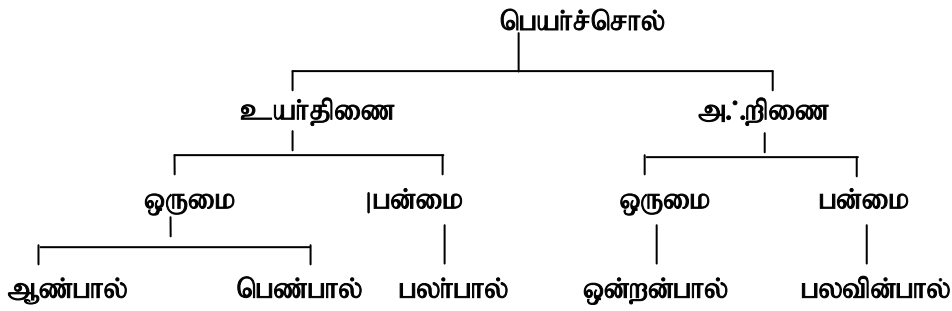 பெயர்ச்சொல்
உயர்திணை அஃறிணை
ஒருமை பன்மை ஒருமை பன்மை
ஆண்பால் பெண்பால் பலர்பால் ஒன்றன்பால் பலவின்பால்